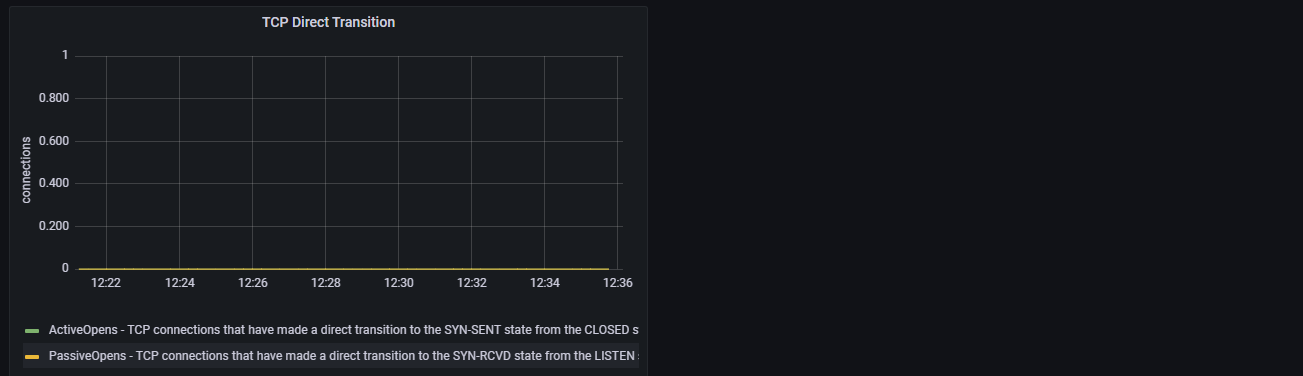 TCP Direct Transition
connections
1
0.800
0.600
0.400
0.200
0
12:22 12:24 12:26 12:28 12:30 12:32 12:34 12:36
ActiveOpens - TCP connections that have made a direct transition to the SYN-SENT state from the CLOSED s
PassiveOpens - TCP connections that have made a direct transition to the SYN-RCVD state from the LISTEN